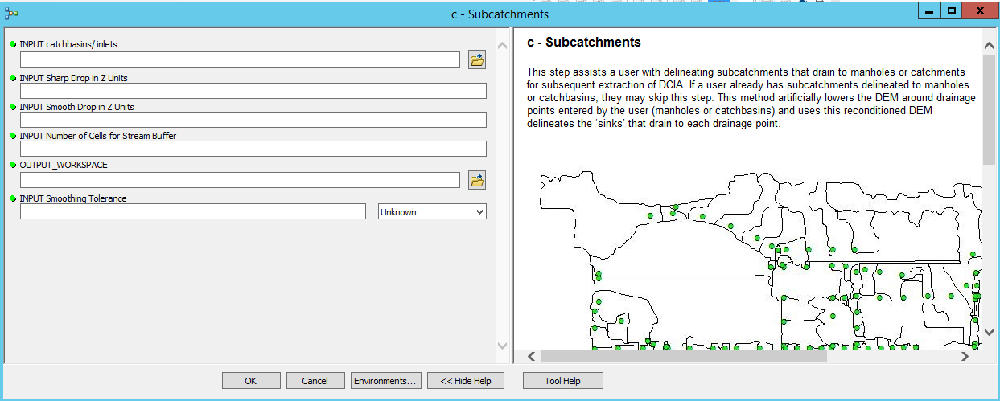 c - Subcatchments
INPUT catchbasins/ inlets
INPUT Sharp Drop in Z Units
INPUT Smooth Drop in Z Units
INPUT Number of Cells for Stream Buffer
OUTPUT_WORKSPACE
INPUT Smoothing Tolerance
Unknown
c - Subcatchments
This step assists a user with delineating subcatchments that drain to manholes or catchments
for subsequent extraction of DCIA. If a user already has subcatchments delineated to manholes
or catchbasins, they may skip this step. This method artificially lowers the DEM around drainage
points entered by the user (manholes or catchbasins) and uses this reconditioned DEM
delineates the ‘sinks’ that drain to each drainage point.
OK
Cancel
Environments...
<< Hide Help
Tool Help